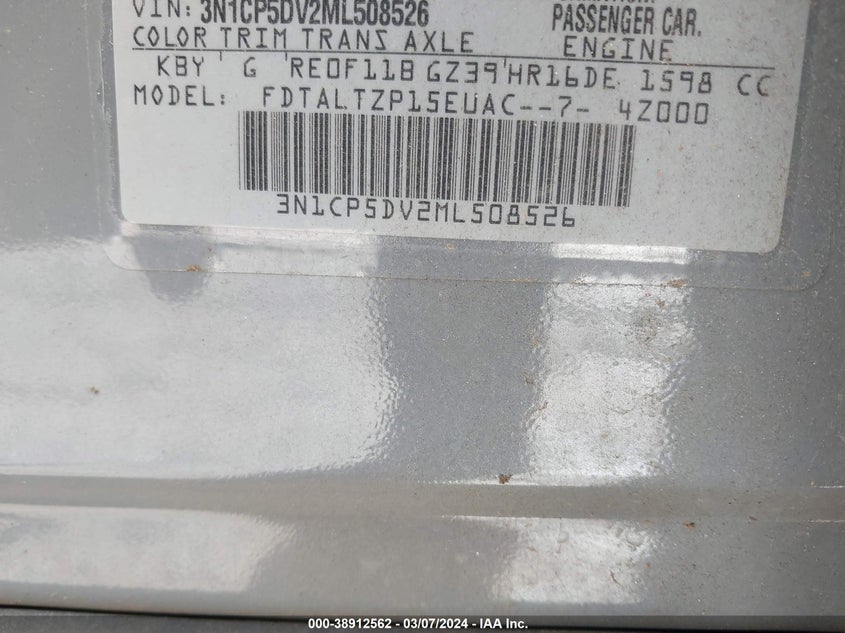 VIN: 3N1CP5DV2ML508526
PASSENGER CAR.
COLOR TRIM TRANS AXLE ENGINE
KBY G RE0F11B GZ39 HR16DE 1598 CC
MODEL: FDTALTZP15EUAC--7- 4Z000
3N1CP5DV2ML508526
000-38912562 - 03/07/2024 - IAA Inc.